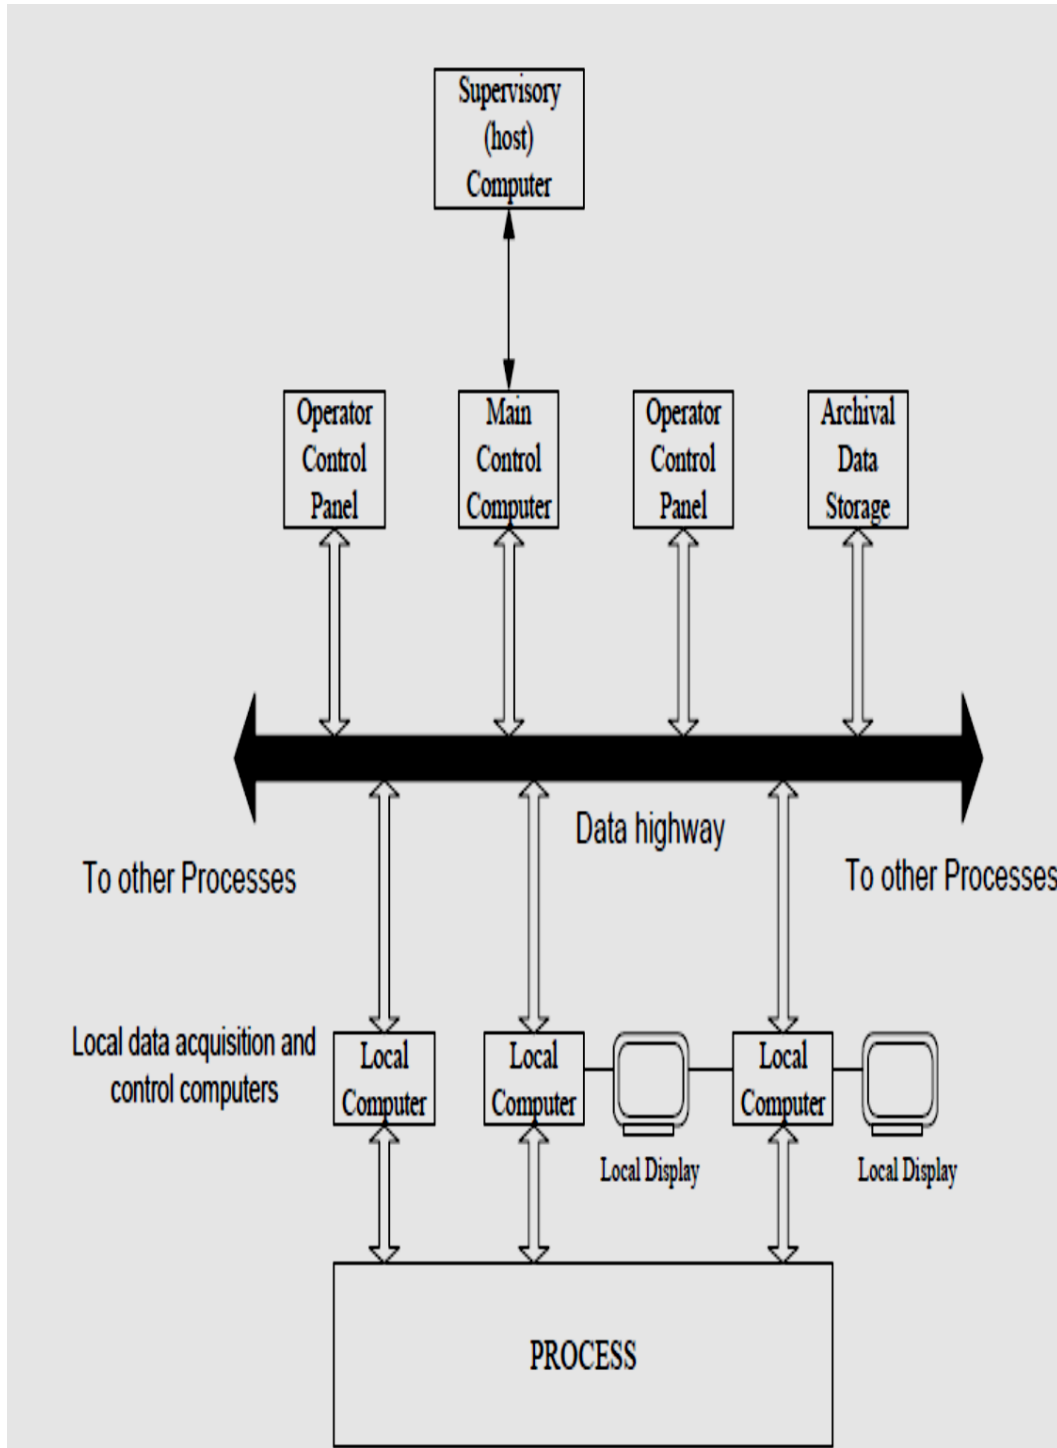 Supervisory
(host)
Computer
Operator
Control
Panel
Main
Control
Computer
Operator
Control
Panel
Archival
Data
Storage
Data highway
To other Processes
To other Processes
Local data acquisition and
control computers
Local
Computer
Local
Computer
Local
Computer
Local Display
Local Display
PROCESS